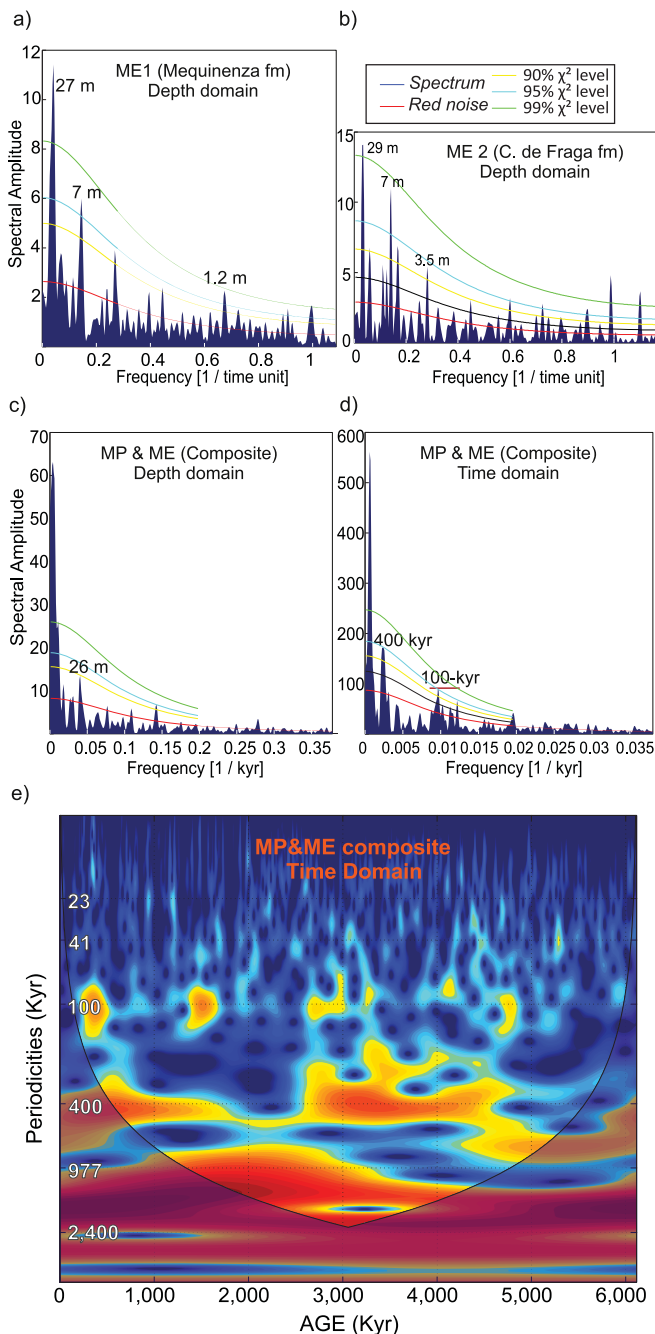 a)
b)
ME1 (Mequinenza fm)
Depth domain
27 m
7 m
1.2 m
12
10
8
6
4
2
Spectral Amplitude
0
0.2
0.4
0.6
0.8
1
Frequency [1 / time unit]
Spectrum
Red noise
90% χ² level
95% χ² level
99% χ² level
ME 2 (C. de Fraga fm)
Depth domain
29 m
7 m
3.5 m
15
10
5
0
0
0.2
0.4
0.6
0.8
1
Frequency [1 / time unit]
c)
d)
MP & ME (Composite)
Depth domain
26 m
70
60
50
40
30
20
10
Spectral Amplitude
0
0.05
0.1
0.15
0.2
0.25
0.3
0.35
Frequency [1 / kyr]
MP & ME (Composite)
Time domain
400 kyr
100-kyr
600
500
400
300
200
100
0
0.005
0.01
0.015
0.02
0.025
0.03
0.035
Frequency [1 / kyr]
e)
MP&ME composite
Time Domain
23
41
100
400
977
2,400
Periodicities (Kyr)
0
1,000
2,000
3,000
4,000
5,000
6,000
AGE (Kyr)